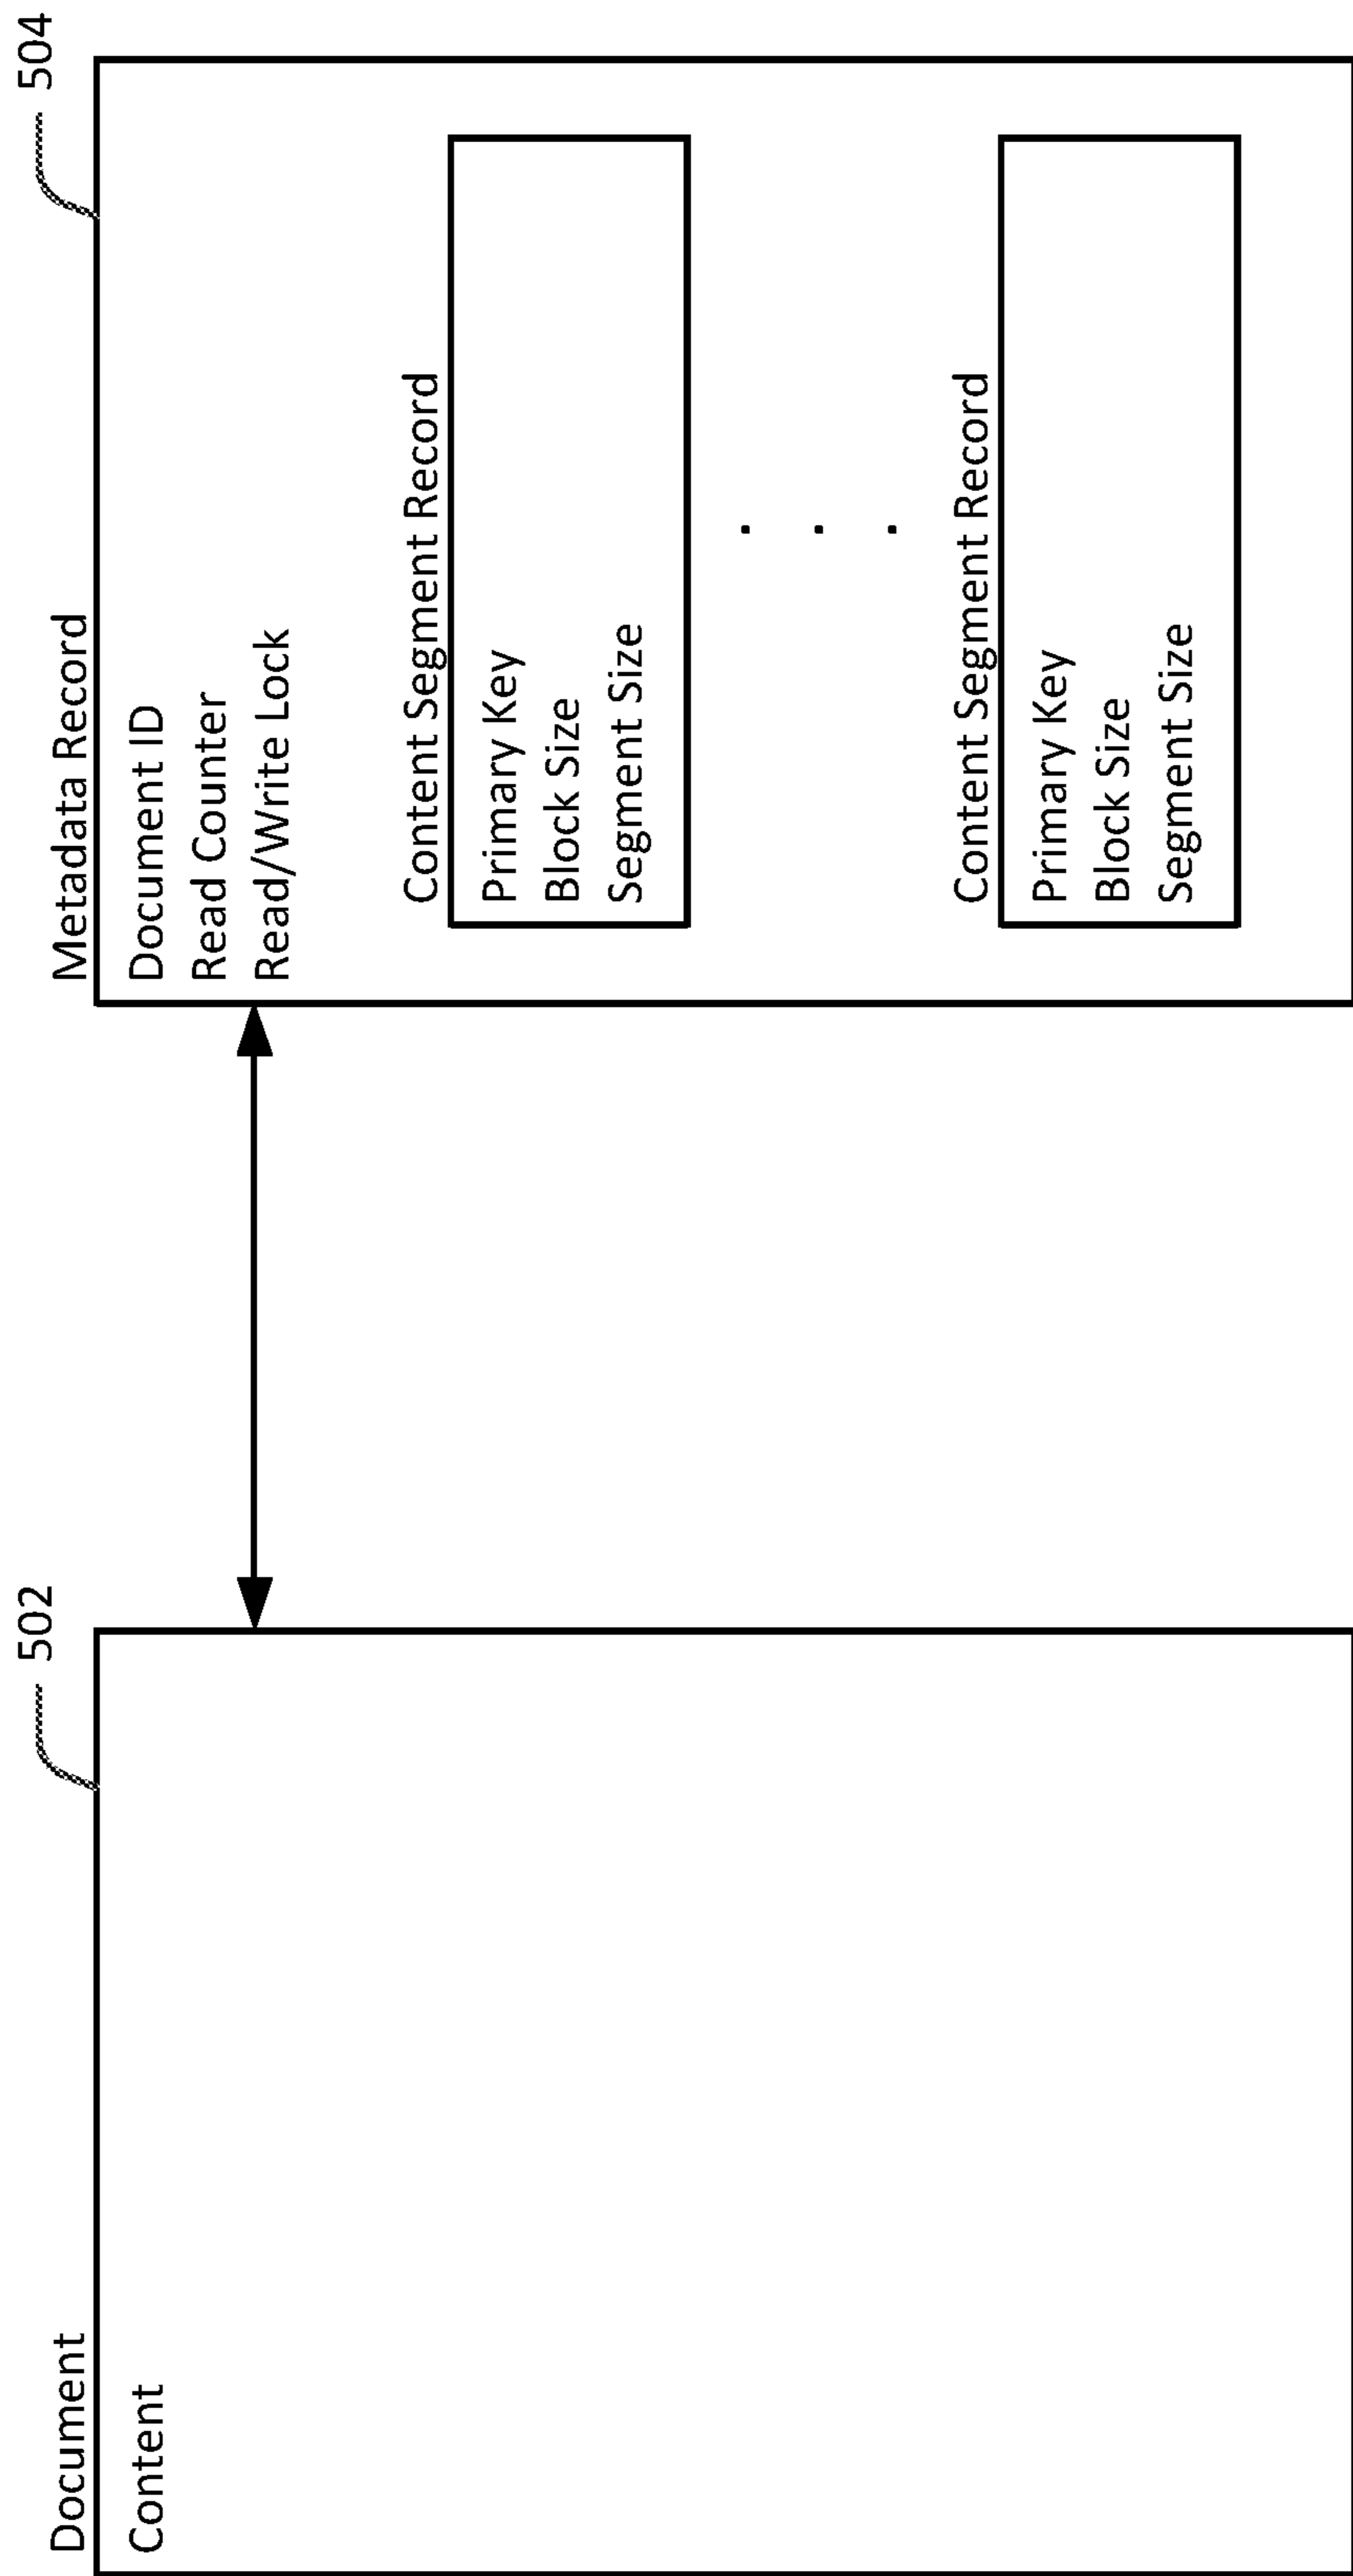 502
Document
Content
504
Metadata Record
Document ID
Read Counter
Read/Write Lock
Content Segment Record
Primary Key
Block Size
Segment Size
. . .
Content Segment Record
Primary Key
Block Size
Segment Size